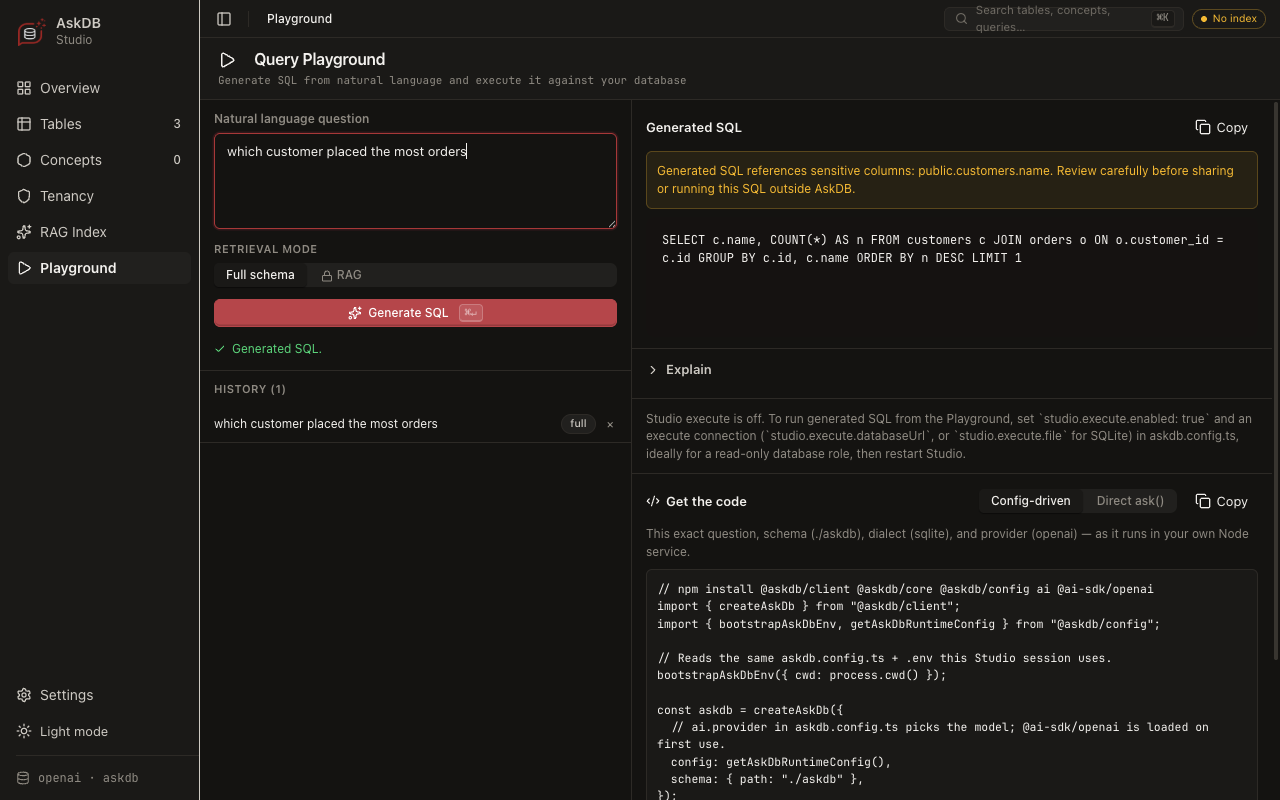 AskDB
Studio
Overview
Tables 3
Concepts 0
Tenancy
RAG Index
Playground
Settings
Light mode
openai · askdb
Playground
Search tables, concepts, queries...
⌘K
No index
Query Playground
Generate SQL from natural language and execute it against your database
Natural language question
which customer placed the most orders
RETRIEVAL MODE
Full schema
RAG
Generate SQL ⌘↵
Generated SQL.
HISTORY (1)
which customer placed the most orders full ×
Generated SQL
Copy
Generated SQL references sensitive columns: public.customers.name. Review carefully before sharing
or running this SQL outside AskDB.
SELECT c.name, COUNT(*) AS n FROM customers c JOIN orders o ON o.customer_id =
c.id GROUP BY c.id, c.name ORDER BY n DESC LIMIT 1
Explain
Studio execute is off. To run generated SQL from the Playground, set `studio.execute.enabled: true` and an
execute connection (`studio.execute.databaseUrl`, or `studio.execute.file` for SQLite) in askdb.config.ts,
ideally for a read-only database role, then restart Studio.
Get the code
Config-driven
Direct ask()
Copy
This exact question, schema (./askdb), dialect (sqlite), and provider (openai) — as it runs in your own Node
service.
// npm install @askdb/client @askdb/core @askdb/config ai @ai-sdk/openai
import { createAskDb } from "@askdb/client";
import { bootstrapAskDbEnv, getAskDbRuntimeConfig } from "@askdb/config";
// Reads the same askdb.config.ts + .env this Studio session uses.
bootstrapAskDbEnv({ cwd: process.cwd() });
const askdb = createAskDb({
// ai.provider in askdb.config.ts picks the model; @ai-sdk/openai is loaded on
first use.
config: getAskDbRuntimeConfig(),
schema: { path: "./askdb" },
});